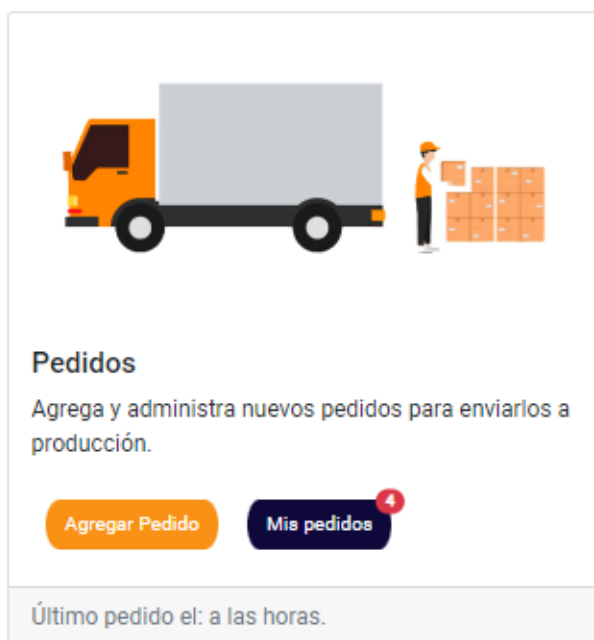 Pedidos
Agrega y administra nuevos pedidos para enviarlos a
producción.
4
Agregar Pedido Mis pedidos
Último pedido el: a las horas.